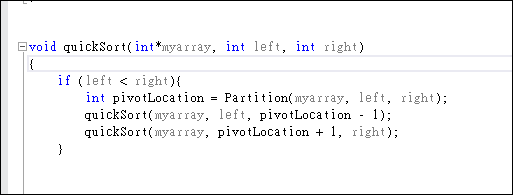 void quickSort(int*myarray, int left, int right)
{
    if (left < right){
        int pivotLocation = Partition(myarray, left, right);
        quickSort(myarray, left, pivotLocation - 1);
        quickSort(myarray, pivotLocation + 1, right);
    }